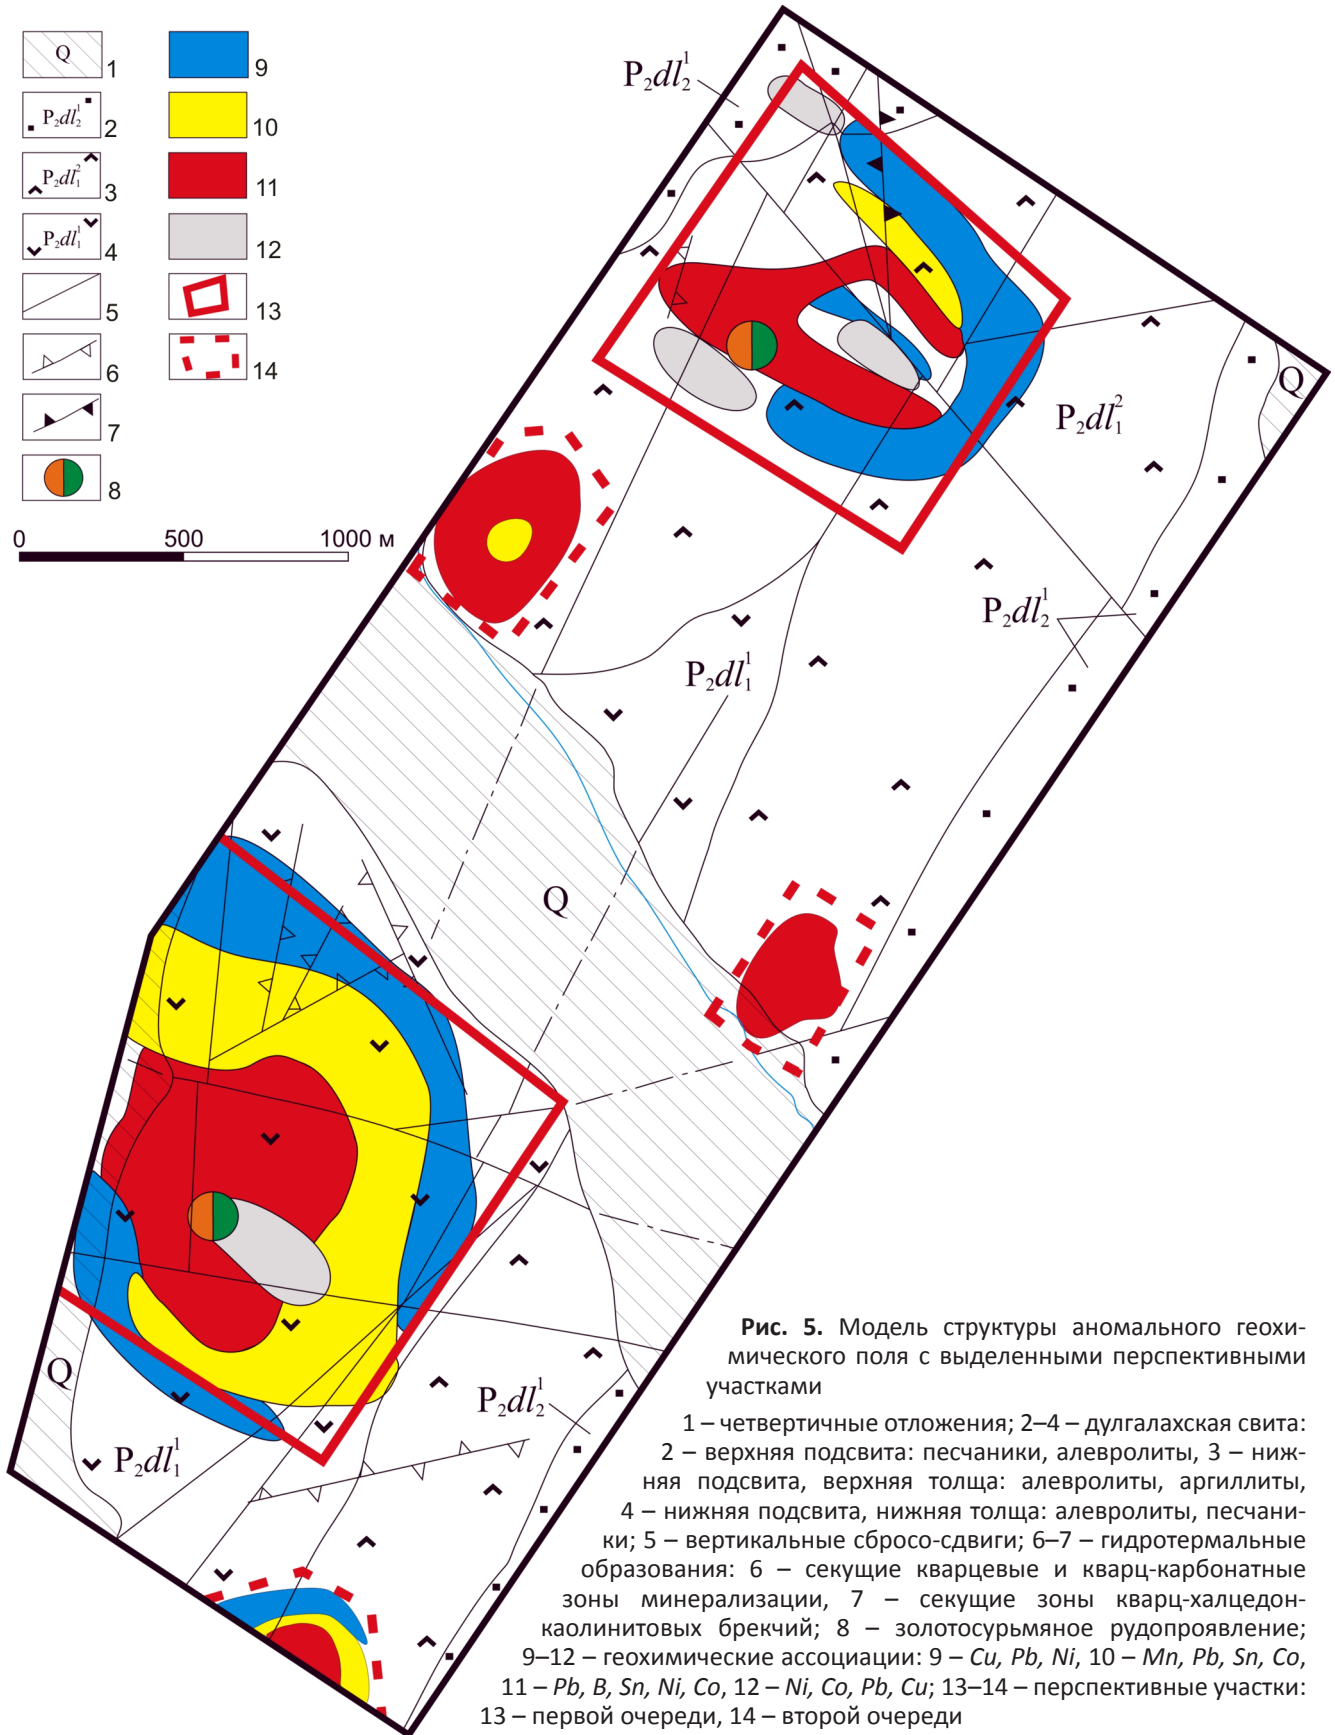 Q 1
P₂dl₂¹ 2
P₂dl₁² 3
P₂dl₁¹ 4
5
6
7
8
9
10
11
12
13
14
0 500 1000 м
P₂dl₂¹
Q
P₂dl₁²
P₂dl₂¹
P₂dl₁¹
Q
Q
P₂dl₂¹
P₂dl₁¹
Рис. 5. Модель структуры аномального геохи-
мического поля с выделенными перспективными
участками
1 – четвертичные отложения; 2–4 – дулгалахская свита:
2 – верхняя подсвита: песчаники, алевролиты, 3 – ниж-
няя подсвита, верхняя толща: алевролиты, аргиллиты,
4 – нижняя подсвита, нижняя толща: алевролиты, песчани-
ки; 5 – вертикальные сбросо-сдвиги; 6–7 – гидротермальные
образования: 6 – секущие кварцевые и кварц-карбонатные
зоны минерализации, 7 – секущие зоны кварц-халцедон-
каолинитовых брекчий; 8 – золотосурьмяное рудопроявление;
9–12 – геохимические ассоциации: 9 – Cu, Pb, Ni, 10 – Mn, Pb, Sn, Co,
11 – Pb, B, Sn, Ni, Co, 12 – Ni, Co, Pb, Cu; 13–14 – перспективные участки:
13 – первой очереди, 14 – второй очереди